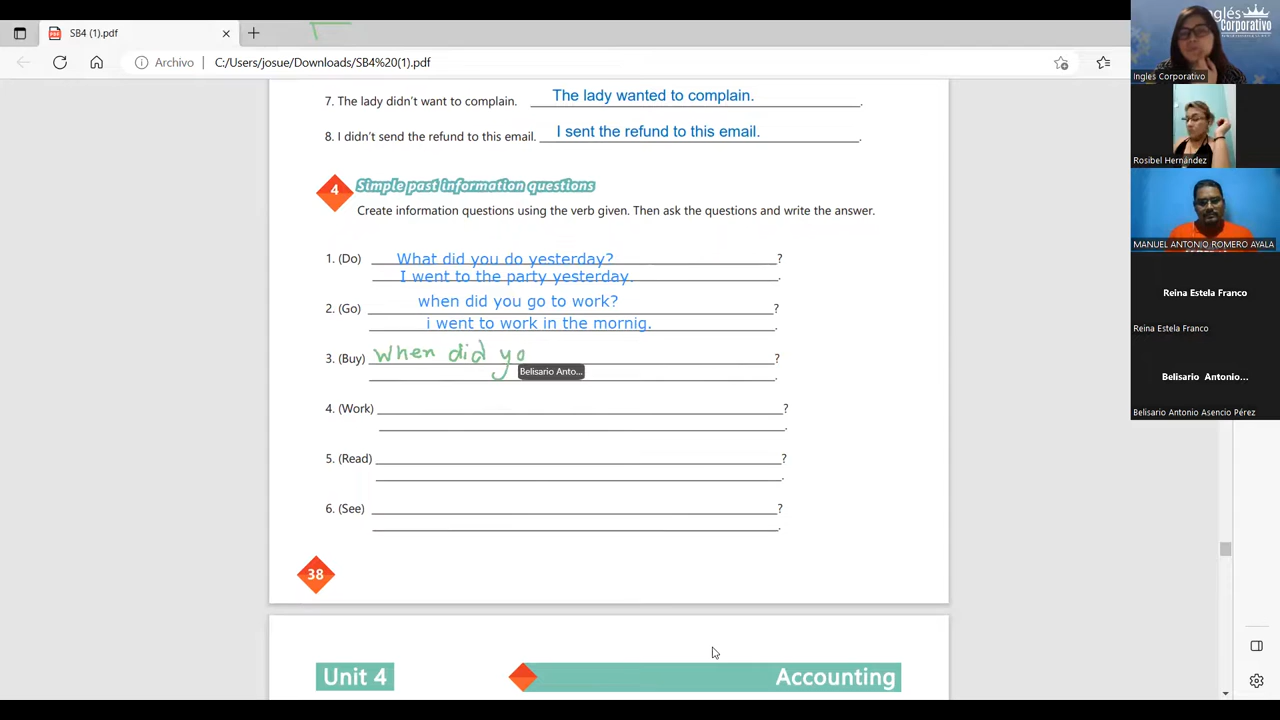 SB4 (1).pdf
Archivo
C:/Users/josue/Downloads/SB4%20(1).pdf
7. The lady didn't want to complain. The lady wanted to complain.
8. I didn't send the refund to this email. I sent the refund to this email.
4 Simple past information questions
Create information questions using the verb given. Then ask the questions and write the answer.
1. (Do) What did you do yesterday? ?
I went to the party yesterday. .
2. (Go) when did you go to work? ?
i went to work in the mornig. .
3. (Buy) When did yo ?
Belisario Anto...
4. (Work) ?
5. (Read) ?
6. (See) ?
38
Unit 4
Accounting
Inglés
Corporativo
Ingles Corporativo
Rosibel Hernández
MANUEL ANTONIO ROMERO AYALA
Reina Estela Franco
Reina Estela Franco
Belisario Antonio...
Belisario Antonio Asencio Pérez